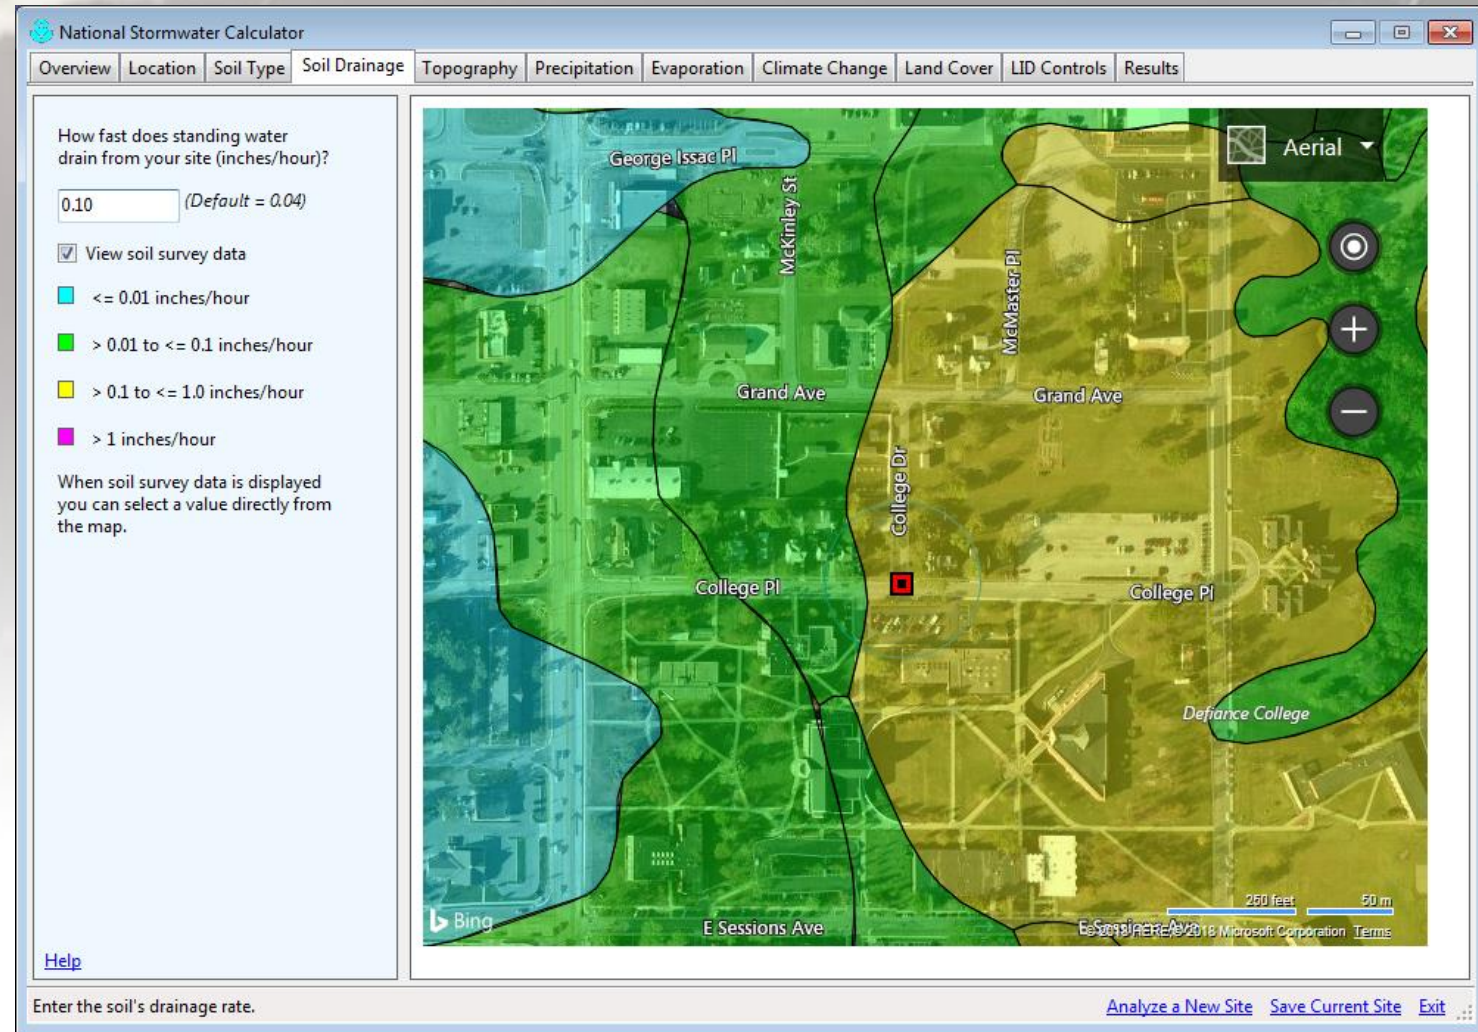 National Stormwater Calculator
Overview Location Soil Type Soil Drainage Topography Precipitation Evaporation Climate Change Land Cover LID Controls Results
How fast does standing water
drain from your site (inches/hour)?
0.10 (Default = 0.04)
View soil survey data
<= 0.01 inches/hour
> 0.01 to <= 0.1 inches/hour
> 0.1 to <= 1.0 inches/hour
> 1 inches/hour
When soil survey data is displayed
you can select a value directly from
the map.
Help
Aerial
George Issac Pl
McKinley St
McMaster Pl
Grand Ave
Grand Ave
College Dr
College Pl
College Pl
Defiance College
250 feet 50 m
Bing
E Sessions Ave
E Sessions Ave
© 2018 HERE, © 2018 Microsoft Corporation Terms
Enter the soil's drainage rate.
Analyze a New Site Save Current Site Exit